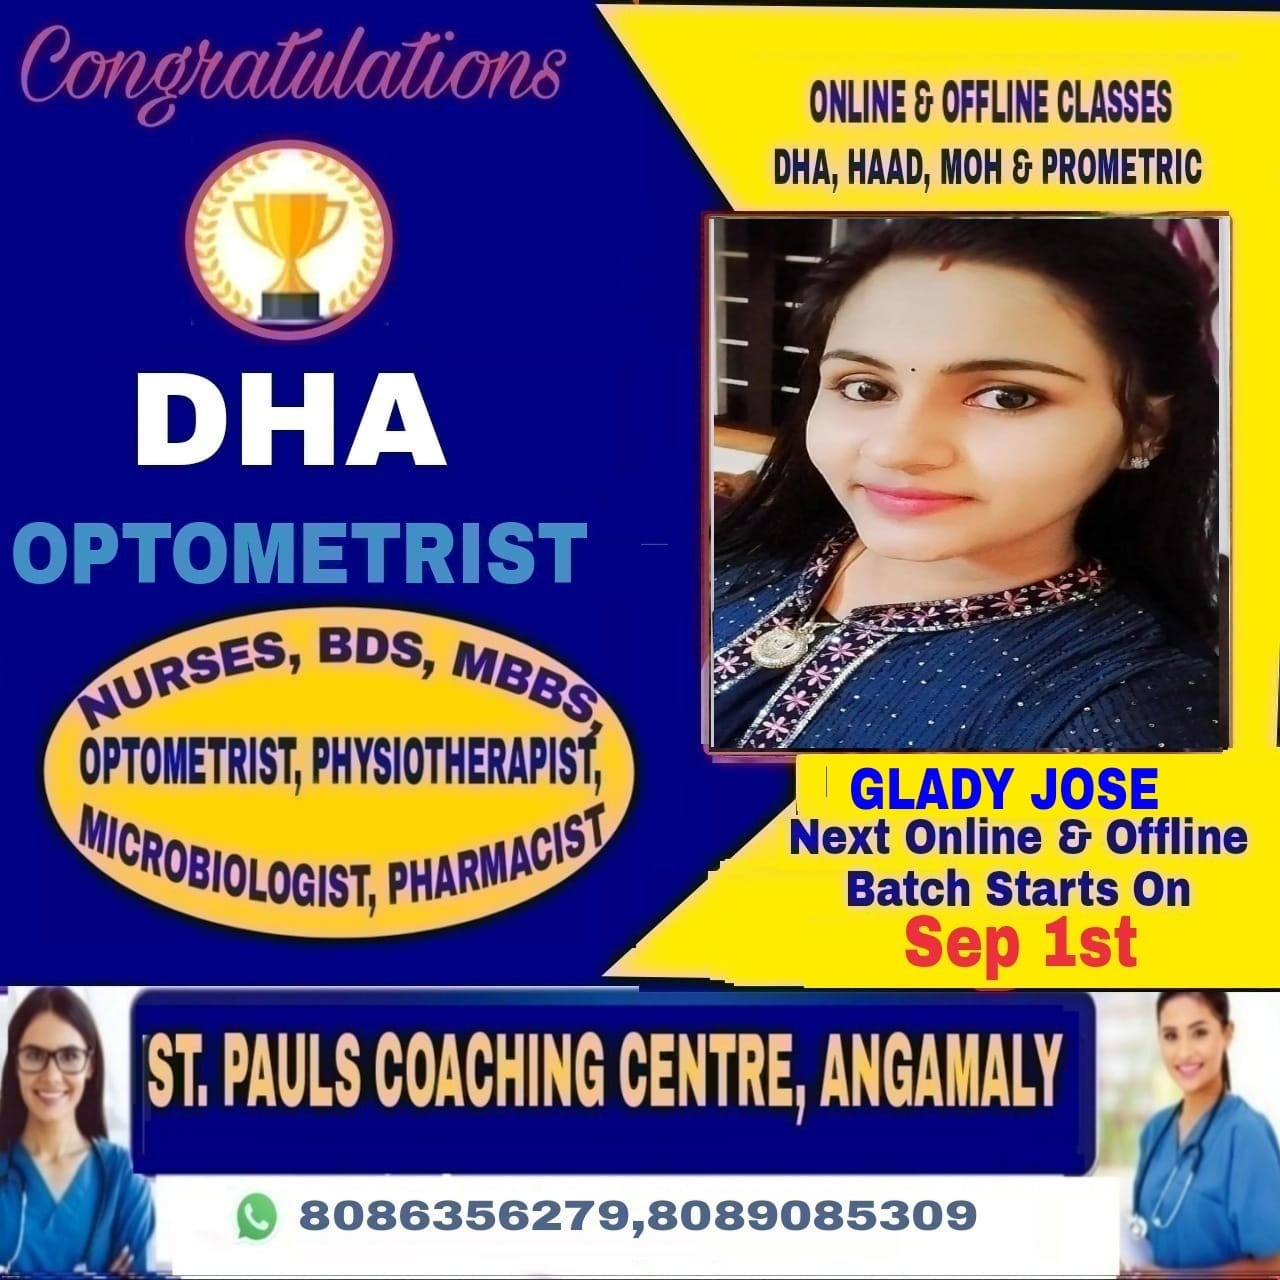 Congratulations
DHA
OPTOMETRIST
NURSES, BDS, MBBS,
OPTOMETRIST, PHYSIOTHERAPIST,
MICROBIOLOGIST, PHARMACIST
ONLINE & OFFLINE CLASSES
DHA, HAAD, MOH & PROMETRIC
GLADY JOSE
Next Online & Offline
Batch Starts On
Sep 1st
ST. PAULS COACHING CENTRE, ANGAMALY
8086356279,8089085309